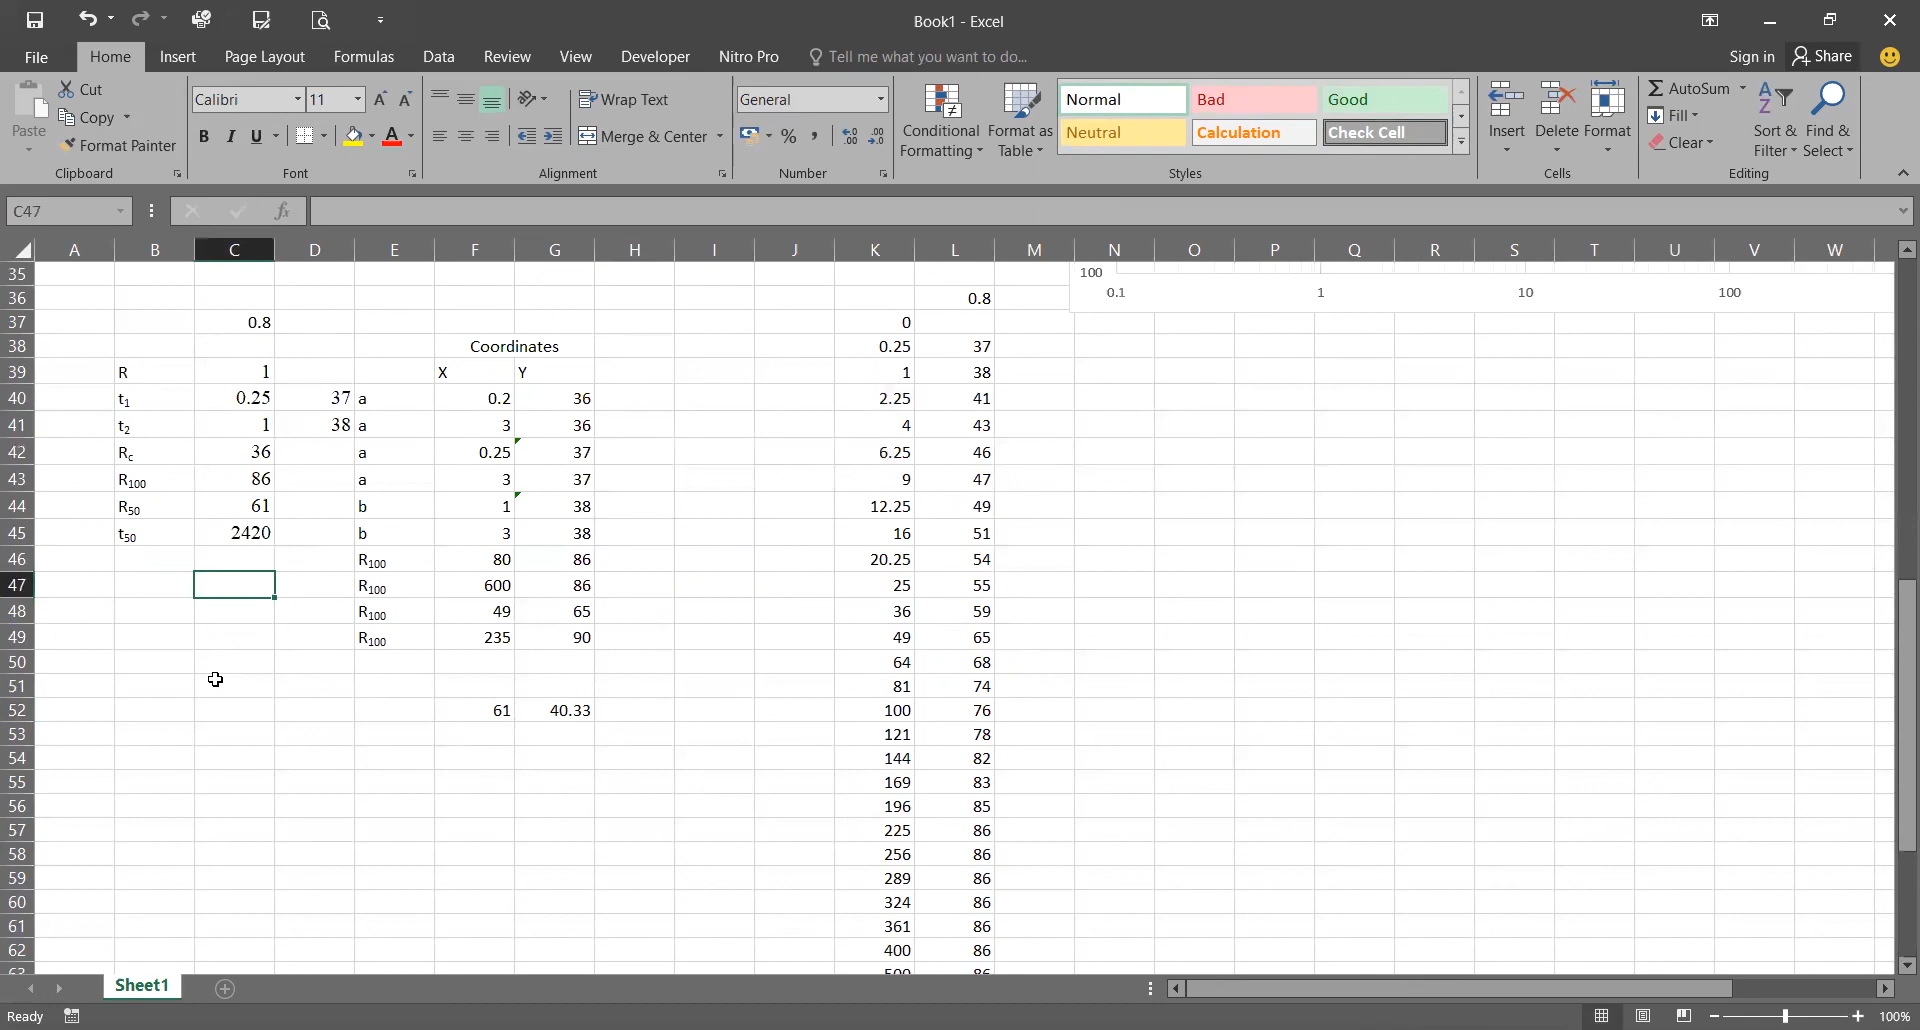 Book1 - Excel
File Home Insert Page Layout Formulas Data Review View Developer Nitro Pro Tell me what you want to do... Sign in Share
Paste
Cut
Copy
Format Painter
Clipboard
Calibri 11
B I U
Font
Wrap Text
Merge & Center
Alignment
General
Number
Conditional Formatting
Format as Table
Normal Bad Good
Neutral Calculation Check Cell
Styles
Insert Delete Format
Cells
AutoSum
Fill
Clear
Sort & Filter
Find & Select
Editing
C47 fx
A B C D E F G H I J K L M N O P Q R S T U V W
35 100
0.1 1 10 100
36 0.8
37 0.8 0
38 Coordinates 0.25 37
39 R 1 X Y 1 38
40 t₁ 0.25 37 a 0.2 36 2.25 41
41 t₂ 1 38 a 3 36 4 43
42 Rc 36 a 0.25 37 6.25 46
43 R₁₀₀ 86 a 3 37 9 47
44 R₅₀ 61 b 1 38 12.25 49
45 t₅₀ 2420 b 3 38 16 51
46 R₁₀₀ 80 86 20.25 54
47 R₁₀₀ 600 86 25 55
48 R₁₀₀ 49 65 36 59
49 R₁₀₀ 235 90 49 65
50 64 68
51 81 74
52 61 40.33 100 76
53 121 78
54 144 82
55 169 83
56 196 85
57 225 86
58 256 86
59 289 86
60 324 86
61 361 86
62 400 86
63 500 86
Sheet1
Ready 100%